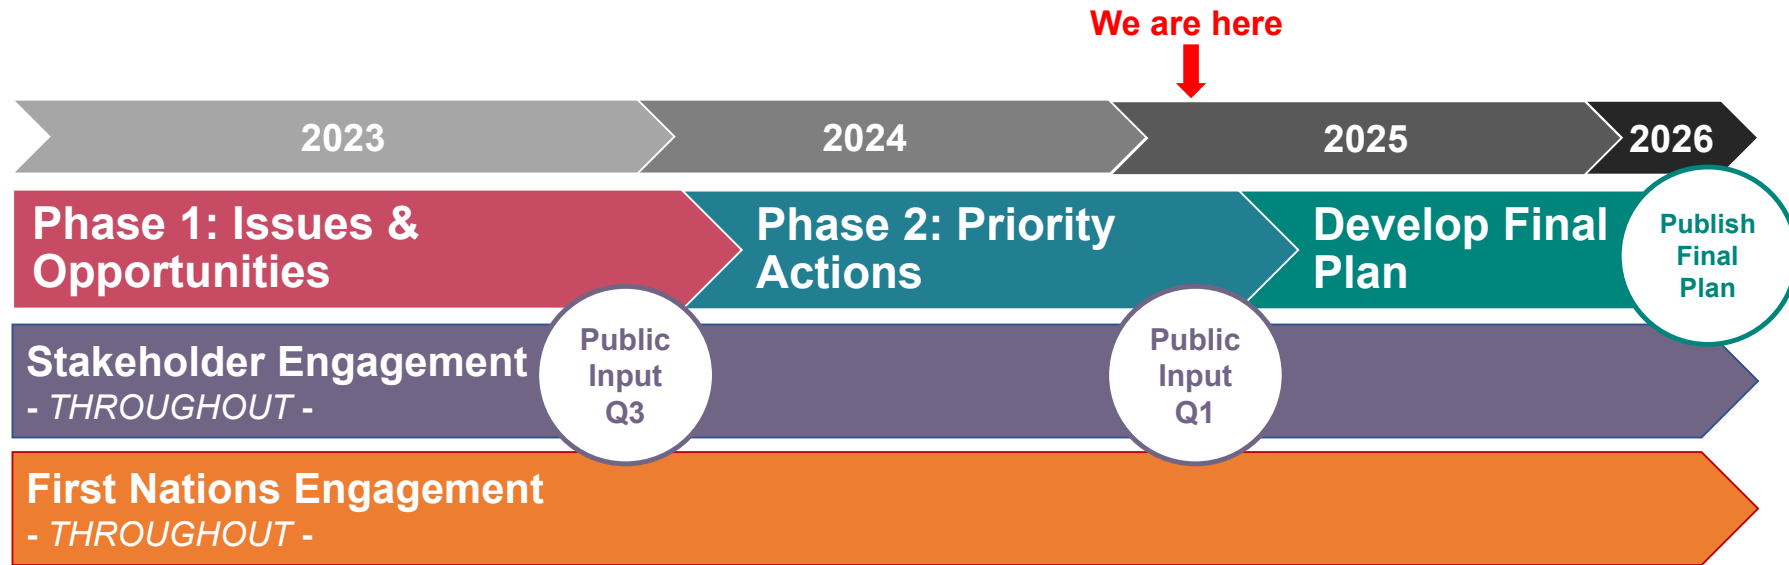 We are here
2023
2024
2025
2026
Phase 1: Issues &
Opportunities
Phase 2: Priority
Actions
Develop Final
Plan
Publish
Final
Plan
Stakeholder Engagement
- THROUGHOUT -
Public
Input
Q3
Public
Input
Q1
First Nations Engagement
- THROUGHOUT -